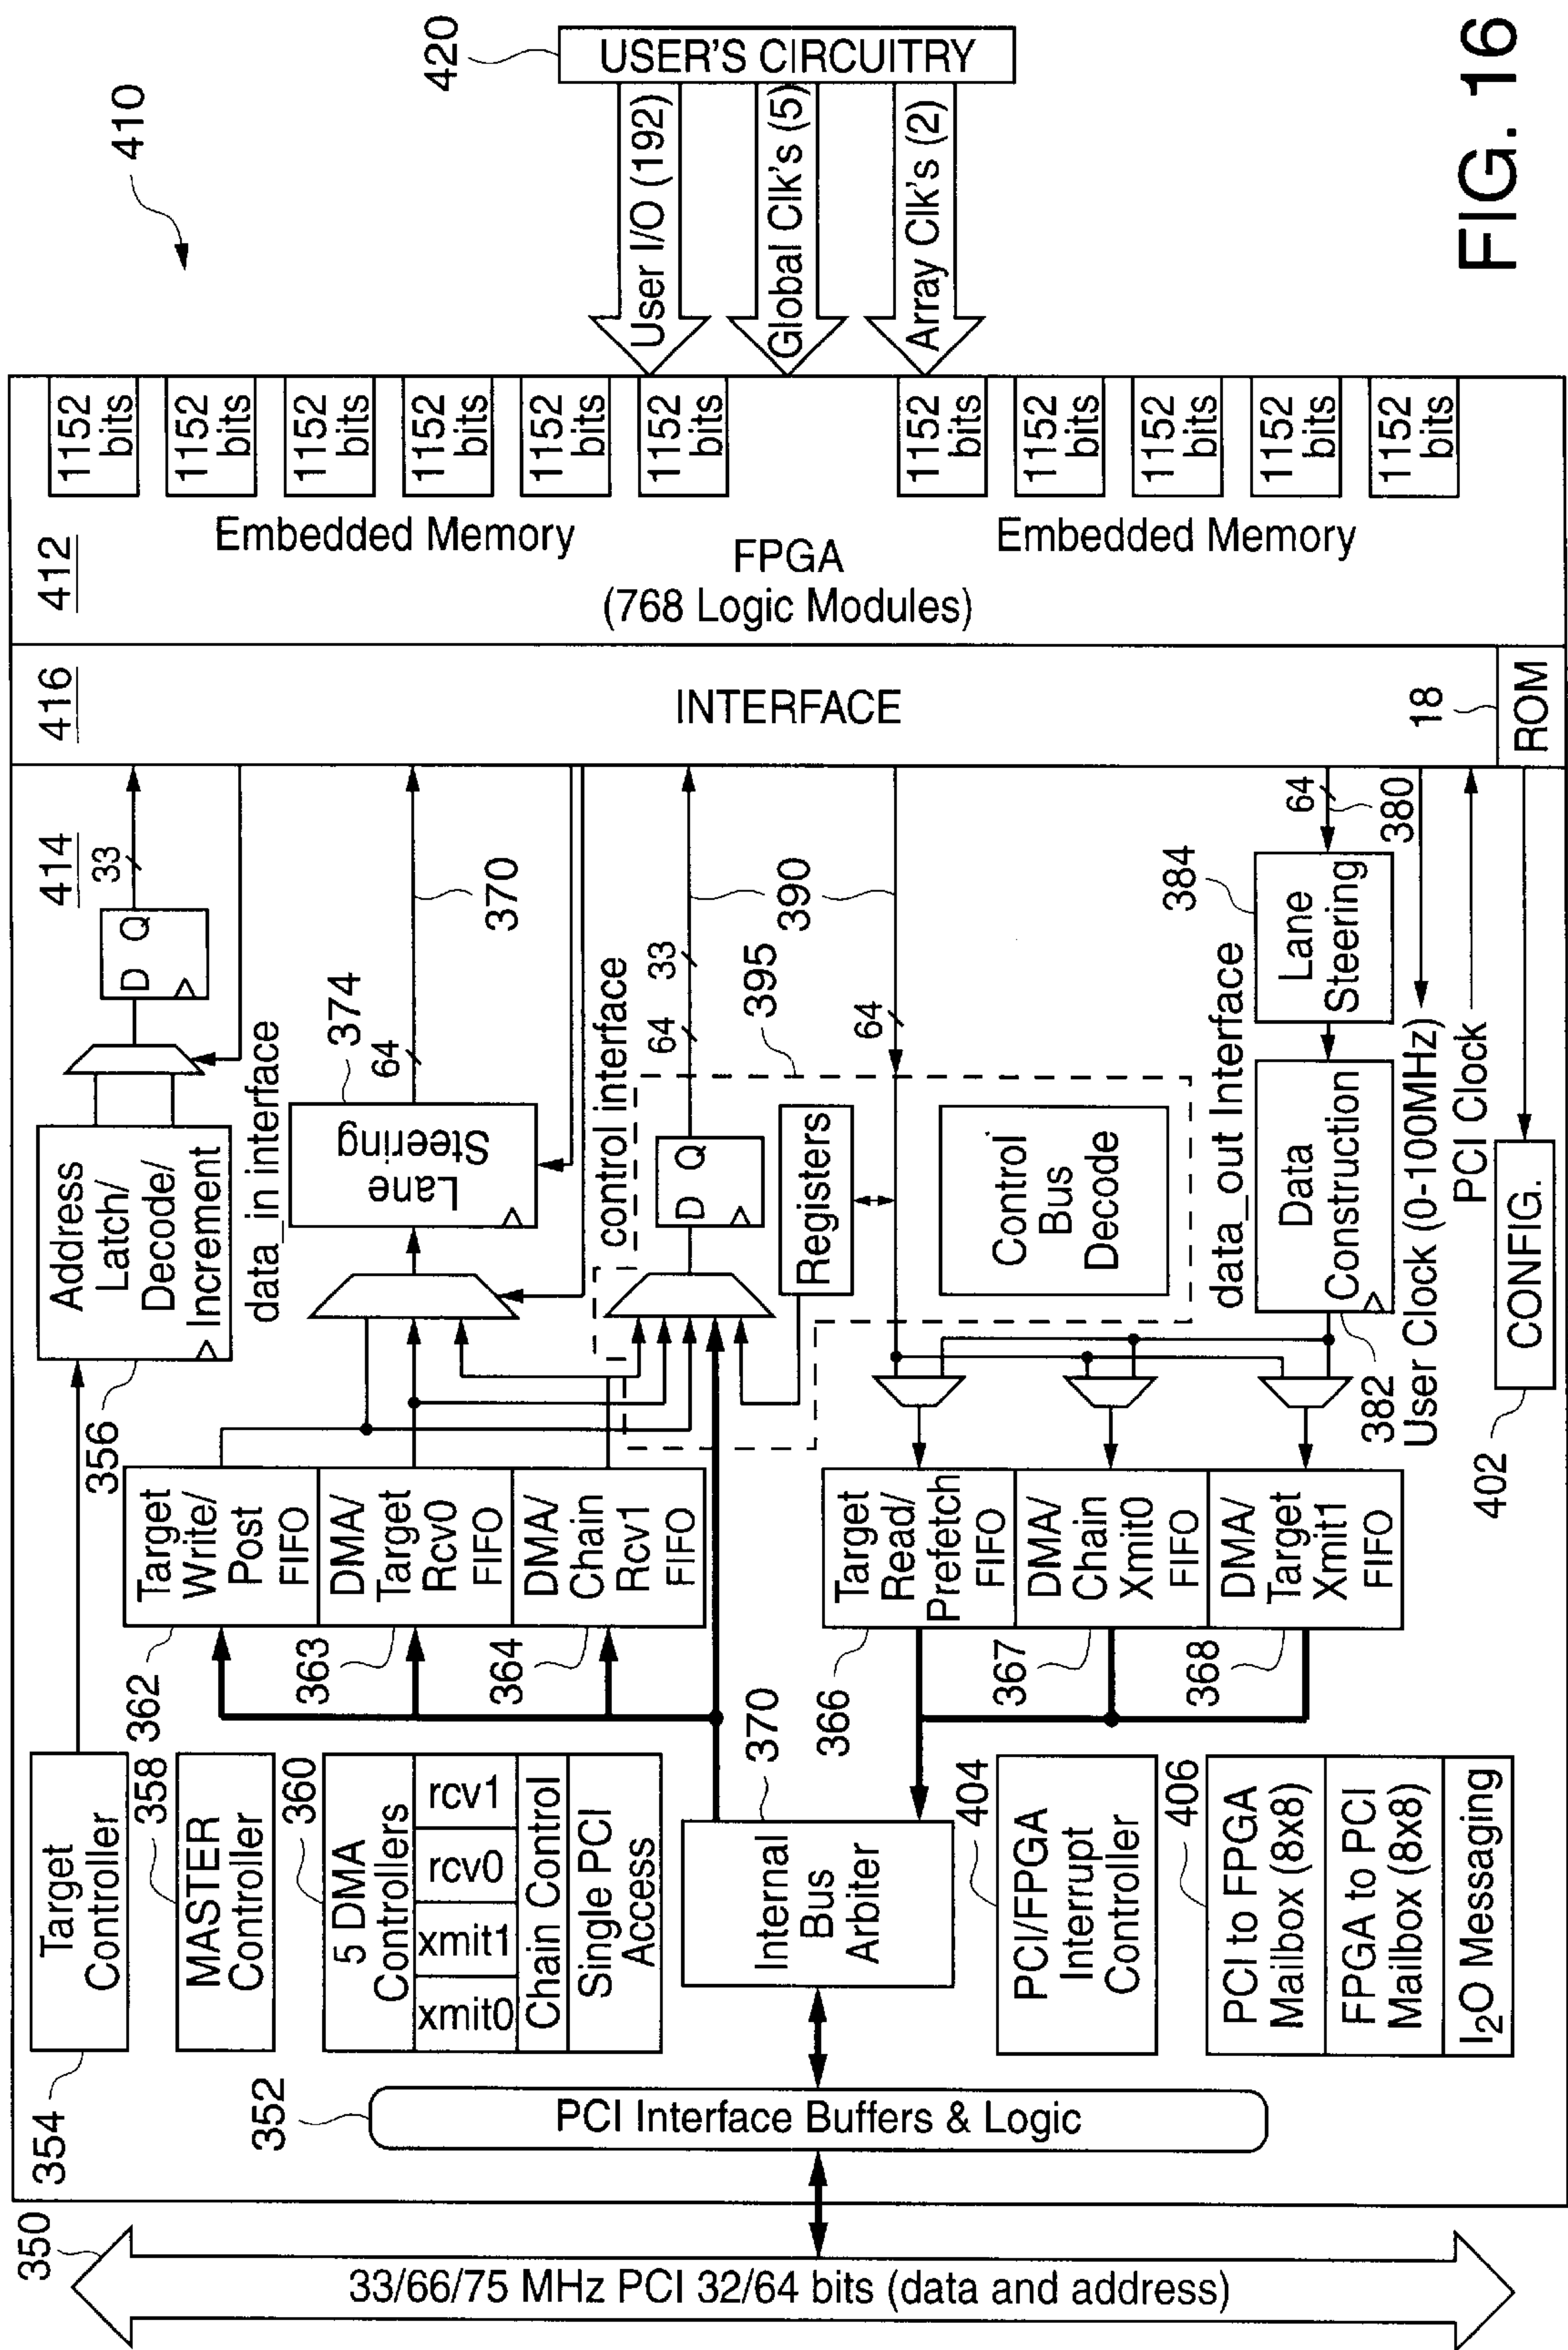 410
420
USER'S CIRCUITRY
User I/O (192)
Global Clk's (5)
Array Clk's (2)
FIG. 16
412
1152
bits
1152
bits
1152
bits
1152
bits
1152
bits
1152
bits
1152
bits
1152
bits
1152
bits
1152
bits
1152
bits
Embedded Memory
Embedded Memory
FPGA
(768 Logic Modules)
416
INTERFACE
18
ROM
414
33
D Q
Address
Latch/
Decode/
Increment
356
data_in interface
370
374
64
Lane
Steering
control interface
390
33
64
395
D Q
64
Registers
Control
Bus
Decode
data_out Interface
64
380
384
Lane
Steering
Data
Construction
382
User Clock (0-100MHz)
PCI Clock
CONFIG.
402
Target
Write/
Post
FIFO
362
DMA/
Target
Rcv0
FIFO
363
DMA/
Chain
Rcv1
FIFO
364
Target
Read/
Prefetch
FIFO
366
DMA/
Chain
Xmit0
FIFO
367
DMA/
Target
Xmit1
FIFO
368
Target
Controller
354
358
MASTER
Controller
360
5 DMA
Controllers
xmit0
xmit1
rcv0
rcv1
Chain Control
Single PCI
Access
370
Internal
Bus
Arbiter
404
PCI/FPGA
Interrupt
Controller
406
PCI to FPGA
Mailbox (8x8)
FPGA to PCI
Mailbox (8x8)
I2O Messaging
352
PCI Interface Buffers & Logic
350
33/66/75 MHz PCI 32/64 bits (data and address)